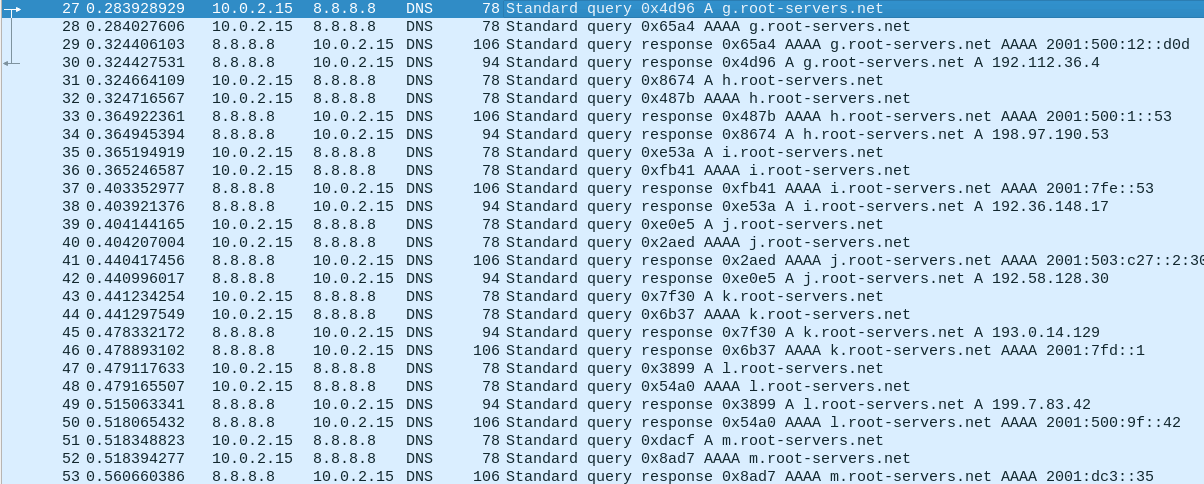 27 0.283928929 10.0.2.15 8.8.8.8 DNS 78 Standard query 0x4d96 A g.root-servers.net
28 0.284027606 10.0.2.15 8.8.8.8 DNS 78 Standard query 0x65a4 AAAA g.root-servers.net
29 0.324406103 8.8.8.8 10.0.2.15 DNS 106 Standard query response 0x65a4 AAAA g.root-servers.net AAAA 2001:500:12::d0d
30 0.324427531 8.8.8.8 10.0.2.15 DNS 94 Standard query response 0x4d96 A g.root-servers.net A 192.112.36.4
31 0.324664109 10.0.2.15 8.8.8.8 DNS 78 Standard query 0x8674 A h.root-servers.net
32 0.324716567 10.0.2.15 8.8.8.8 DNS 78 Standard query 0x487b AAAA h.root-servers.net
33 0.364922361 8.8.8.8 10.0.2.15 DNS 106 Standard query response 0x487b AAAA h.root-servers.net AAAA 2001:500:1::53
34 0.364945394 8.8.8.8 10.0.2.15 DNS 94 Standard query response 0x8674 A h.root-servers.net A 198.97.190.53
35 0.365194919 10.0.2.15 8.8.8.8 DNS 78 Standard query 0xe53a A i.root-servers.net
36 0.365246587 10.0.2.15 8.8.8.8 DNS 78 Standard query 0xfb41 AAAA i.root-servers.net
37 0.403352977 8.8.8.8 10.0.2.15 DNS 106 Standard query response 0xfb41 AAAA i.root-servers.net AAAA 2001:7fe::53
38 0.403921376 8.8.8.8 10.0.2.15 DNS 94 Standard query response 0xe53a A i.root-servers.net A 192.36.148.17
39 0.404144165 10.0.2.15 8.8.8.8 DNS 78 Standard query 0xe0e5 A j.root-servers.net
40 0.404207004 10.0.2.15 8.8.8.8 DNS 78 Standard query 0x2aed AAAA j.root-servers.net
41 0.440417456 8.8.8.8 10.0.2.15 DNS 106 Standard query response 0x2aed AAAA j.root-servers.net AAAA 2001:503:c27::2:30
42 0.440996017 8.8.8.8 10.0.2.15 DNS 94 Standard query response 0xe0e5 A j.root-servers.net A 192.58.128.30
43 0.441234254 10.0.2.15 8.8.8.8 DNS 78 Standard query 0x7f30 A k.root-servers.net
44 0.441297549 10.0.2.15 8.8.8.8 DNS 78 Standard query 0x6b37 AAAA k.root-servers.net
45 0.478332172 8.8.8.8 10.0.2.15 DNS 94 Standard query response 0x7f30 A k.root-servers.net A 193.0.14.129
46 0.478893102 8.8.8.8 10.0.2.15 DNS 106 Standard query response 0x6b37 AAAA k.root-servers.net AAAA 2001:7fd::1
47 0.479117633 10.0.2.15 8.8.8.8 DNS 78 Standard query 0x3899 A l.root-servers.net
48 0.479165507 10.0.2.15 8.8.8.8 DNS 78 Standard query 0x54a0 AAAA l.root-servers.net
49 0.515063341 8.8.8.8 10.0.2.15 DNS 94 Standard query response 0x3899 A l.root-servers.net A 199.7.83.42
50 0.518065432 8.8.8.8 10.0.2.15 DNS 106 Standard query response 0x54a0 AAAA l.root-servers.net AAAA 2001:500:9f::42
51 0.518348823 10.0.2.15 8.8.8.8 DNS 78 Standard query 0xdacf A m.root-servers.net
52 0.518394277 10.0.2.15 8.8.8.8 DNS 78 Standard query 0x8ad7 AAAA m.root-servers.net
53 0.560660386 8.8.8.8 10.0.2.15 DNS 106 Standard query response 0x8ad7 AAAA m.root-servers.net AAAA 2001:dc3::35